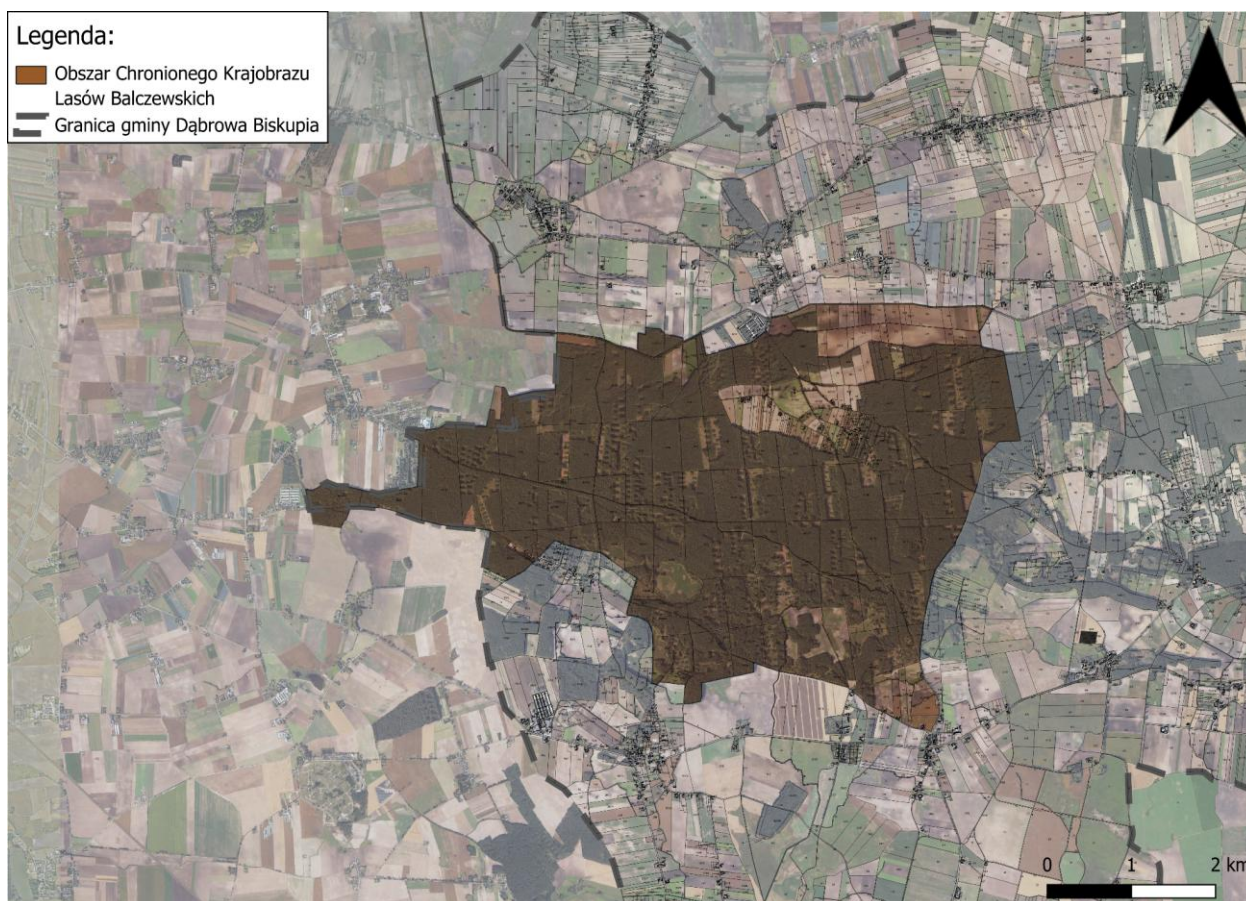 Legenda:
Obszar Chronionego Krajobrazu
Lasów Balczewskich
Granica gminy Dąbrowa Biskupia
0 1 2 km